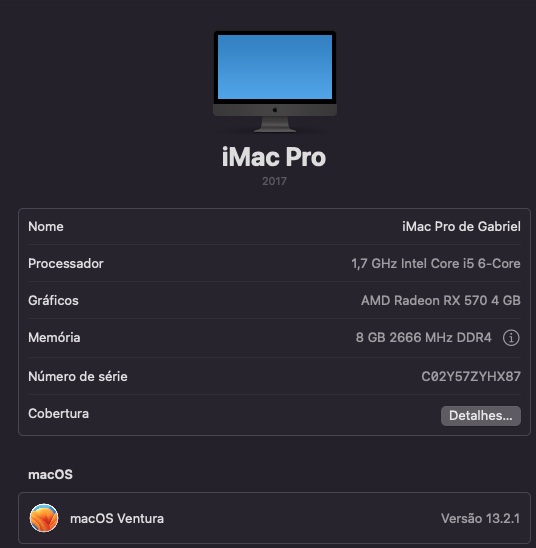 iMac Pro
2017
Nome iMac Pro de Gabriel
Processador 1,7 GHz Intel Core i5 6-Core
Gráficos AMD Radeon RX 570 4 GB
Memória 8 GB 2666 MHz DDR4
Número de série C02Y57ZYHX87
Cobertura Detalhes...
macOS
macOS Ventura Versão 13.2.1